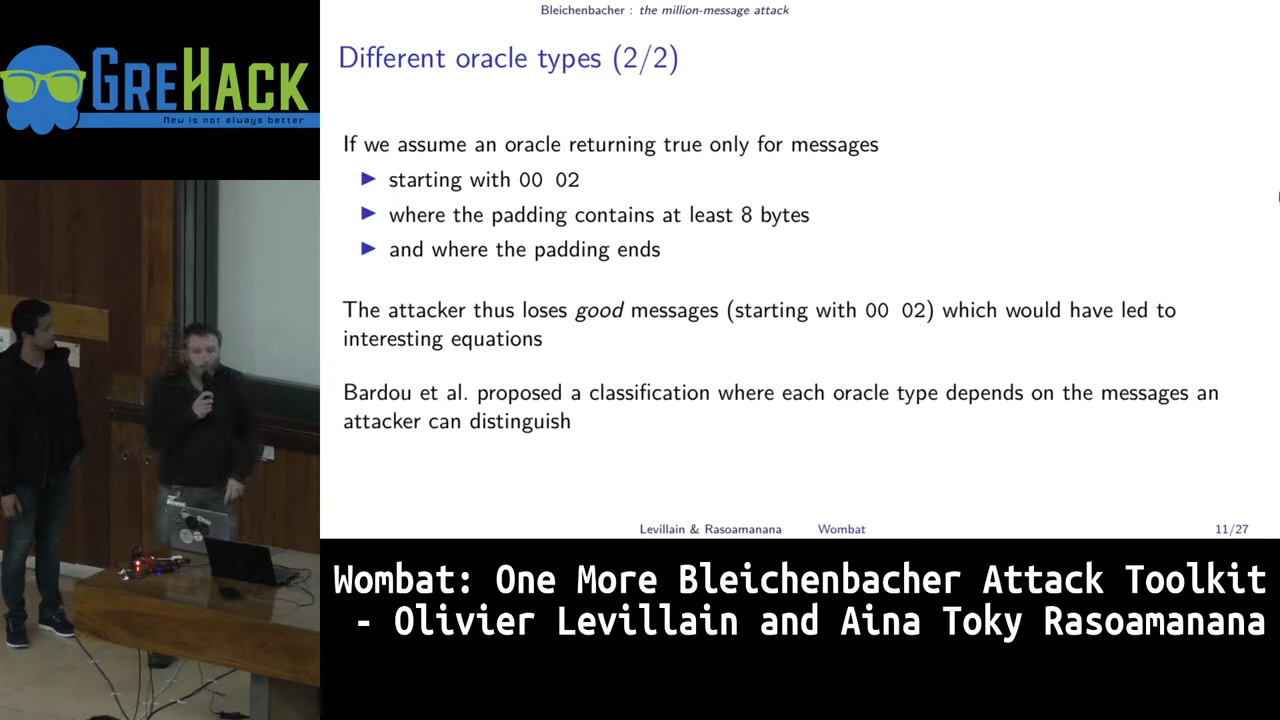 GREHACK
New is not always better
Bleichenbacher : the million-message attack
Different oracle types (2/2)
If we assume an oracle returning true only for messages
▶ starting with 00 02
▶ where the padding contains at least 8 bytes
▶ and where the padding ends
The attacker thus loses good messages (starting with 00 02) which would have led to
interesting equations
Bardou et al. proposed a classification where each oracle type depends on the messages an
attacker can distinguish
Levillain & Rasoamanana Wombat 11/27
Wombat: One More Bleichenbacher Attack Toolkit
- Olivier Levillain and Aina Toky Rasoamanana